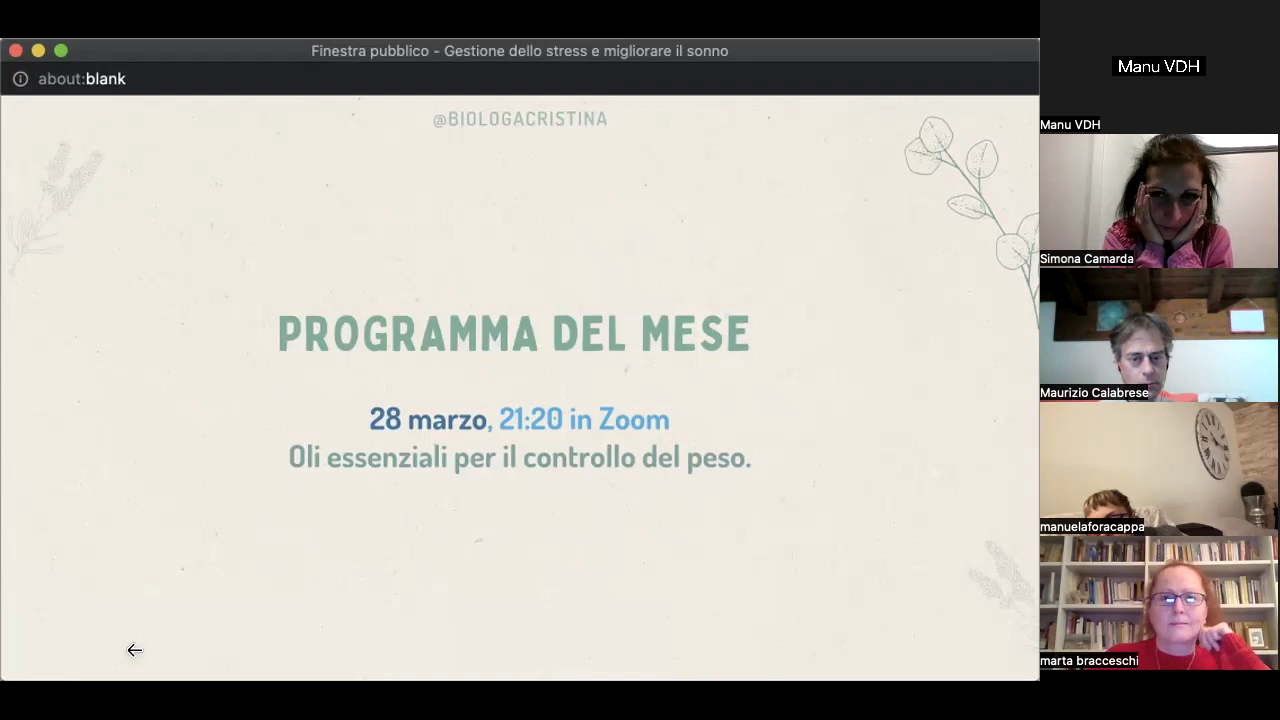 Finestra pubblico - Gestione dello stress e migliorare il sonno
about:blank
@BIOLOGACRISTINA
PROGRAMMA DEL MESE
28 marzo, 21:20 in Zoom
Oli essenziali per il controllo del peso.
Manu VDH
Manu VDH
Simona Camarda
Maurizio Calabrese
manuelaforacappa
marta bracceschi